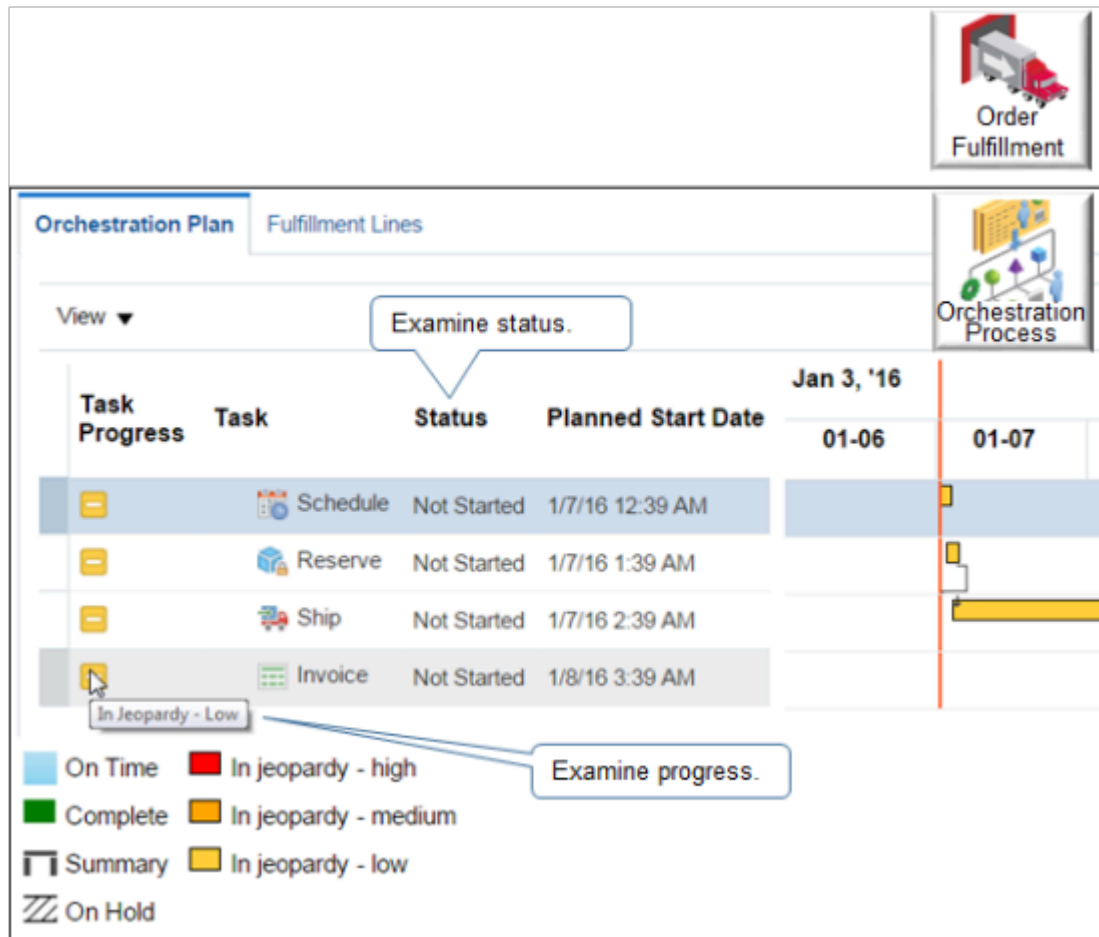 Order
Fulfillment
Orchestration Plan
Fulfillment Lines
Orchestration
Process
View
Examine status.
Jan 3, '16
Task
Progress
Task
Status
Planned Start Date
01-06
01-07
Schedule
Not Started
1/7/16 12:39 AM
Reserve
Not Started
1/7/16 1:39 AM
Ship
Not Started
1/7/16 2:39 AM
Invoice
Not Started
1/8/16 3:39 AM
In Jeopardy - Low
Examine progress.
On Time
In jeopardy - high
Complete
In jeopardy - medium
Summary
In jeopardy - low
On Hold